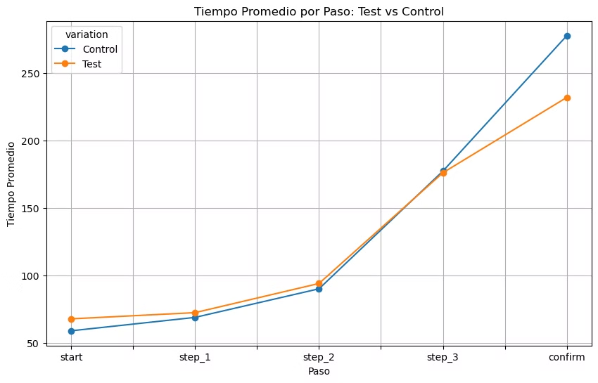 Tiempo Promedio por Paso: Test vs Control
variation
Control
Test
250
200
150
100
50
Tiempo Promedio
start step_1 step_2 step_3 confirm
Paso